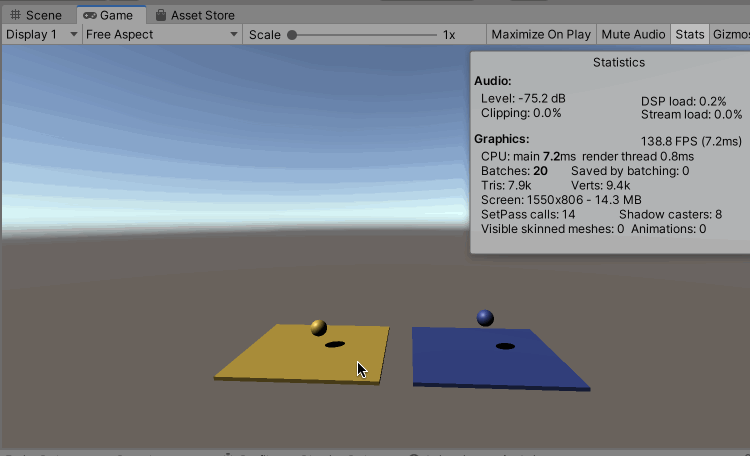 Scene Game Asset Store
Display 1 Free Aspect Scale 1x Maximize On Play Mute Audio Stats Gizmos
Statistics
Audio:
Level: -75.2 dB DSP load: 0.2%
Clipping: 0.0% Stream load: 0.0%
Graphics: 138.8 FPS (7.2ms)
CPU: main 7.2ms render thread 0.8ms
Batches: 20 Saved by batching: 0
Tris: 7.9k Verts: 9.4k
Screen: 1550x806 - 14.3 MB
SetPass calls: 14 Shadow casters: 8
Visible skinned meshes: 0 Animations: 0